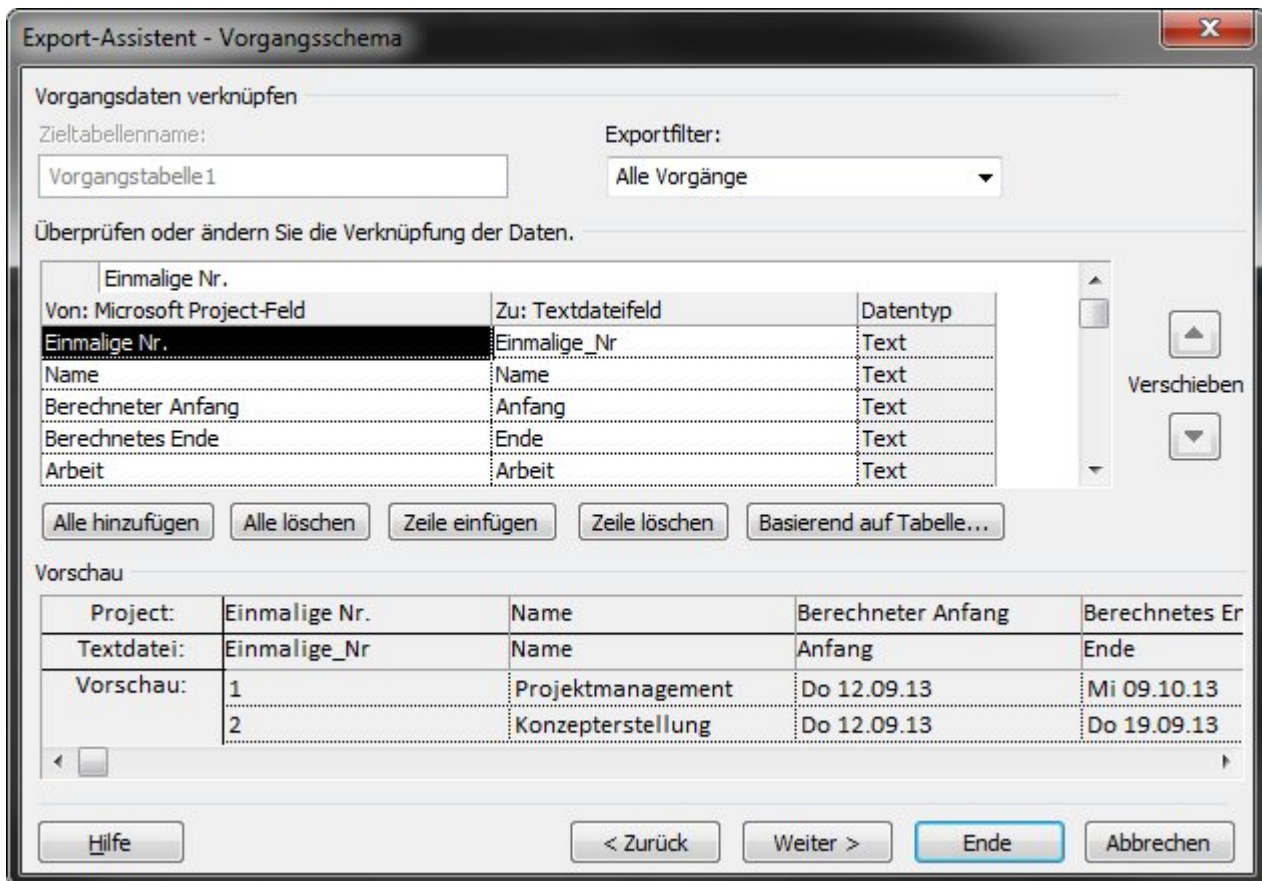 Export-Assistent - Vorgangsschema
Vorgangsdaten verknüpfen
Zieltabellenname: Exportfilter:
Vorgangstabelle1 Alle Vorgänge
Überprüfen oder ändern Sie die Verknüpfung der Daten.
Einmalige Nr.
Von: Microsoft Project-Feld Zu: Textdateifeld Datentyp
Einmalige Nr. Einmalige_Nr Text
Name Name Text
Berechneter Anfang Anfang Text
Berechnetes Ende Ende Text
Arbeit Arbeit Text
Verschieben
Alle hinzufügen Alle löschen Zeile einfügen Zeile löschen Basierend auf Tabelle...
Vorschau
Project: Einmalige Nr. Name Berechneter Anfang Berechnetes Er
Textdatei: Einmalige_Nr Name Anfang Ende
Vorschau: 1 Projektmanagement Do 12.09.13 Mi 09.10.13
2 Konzepterstellung Do 12.09.13 Do 19.09.13
Hilfe < Zurück Weiter > Ende Abbrechen